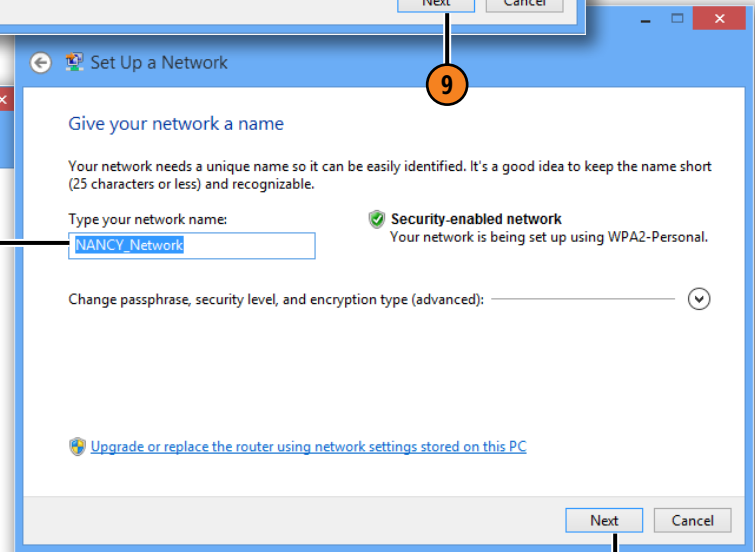 Next Cancel
Set Up a Network
9
Give your network a name
Your network needs a unique name so it can be easily identified. It's a good idea to keep the name short
(25 characters or less) and recognizable.
Type your network name:
Security-enabled network
NANCY_Network
Your network is being set up using WPA2-Personal.
Change passphrase, security level, and encryption type (advanced):
Upgrade or replace the router using network settings stored on this PC
Next Cancel